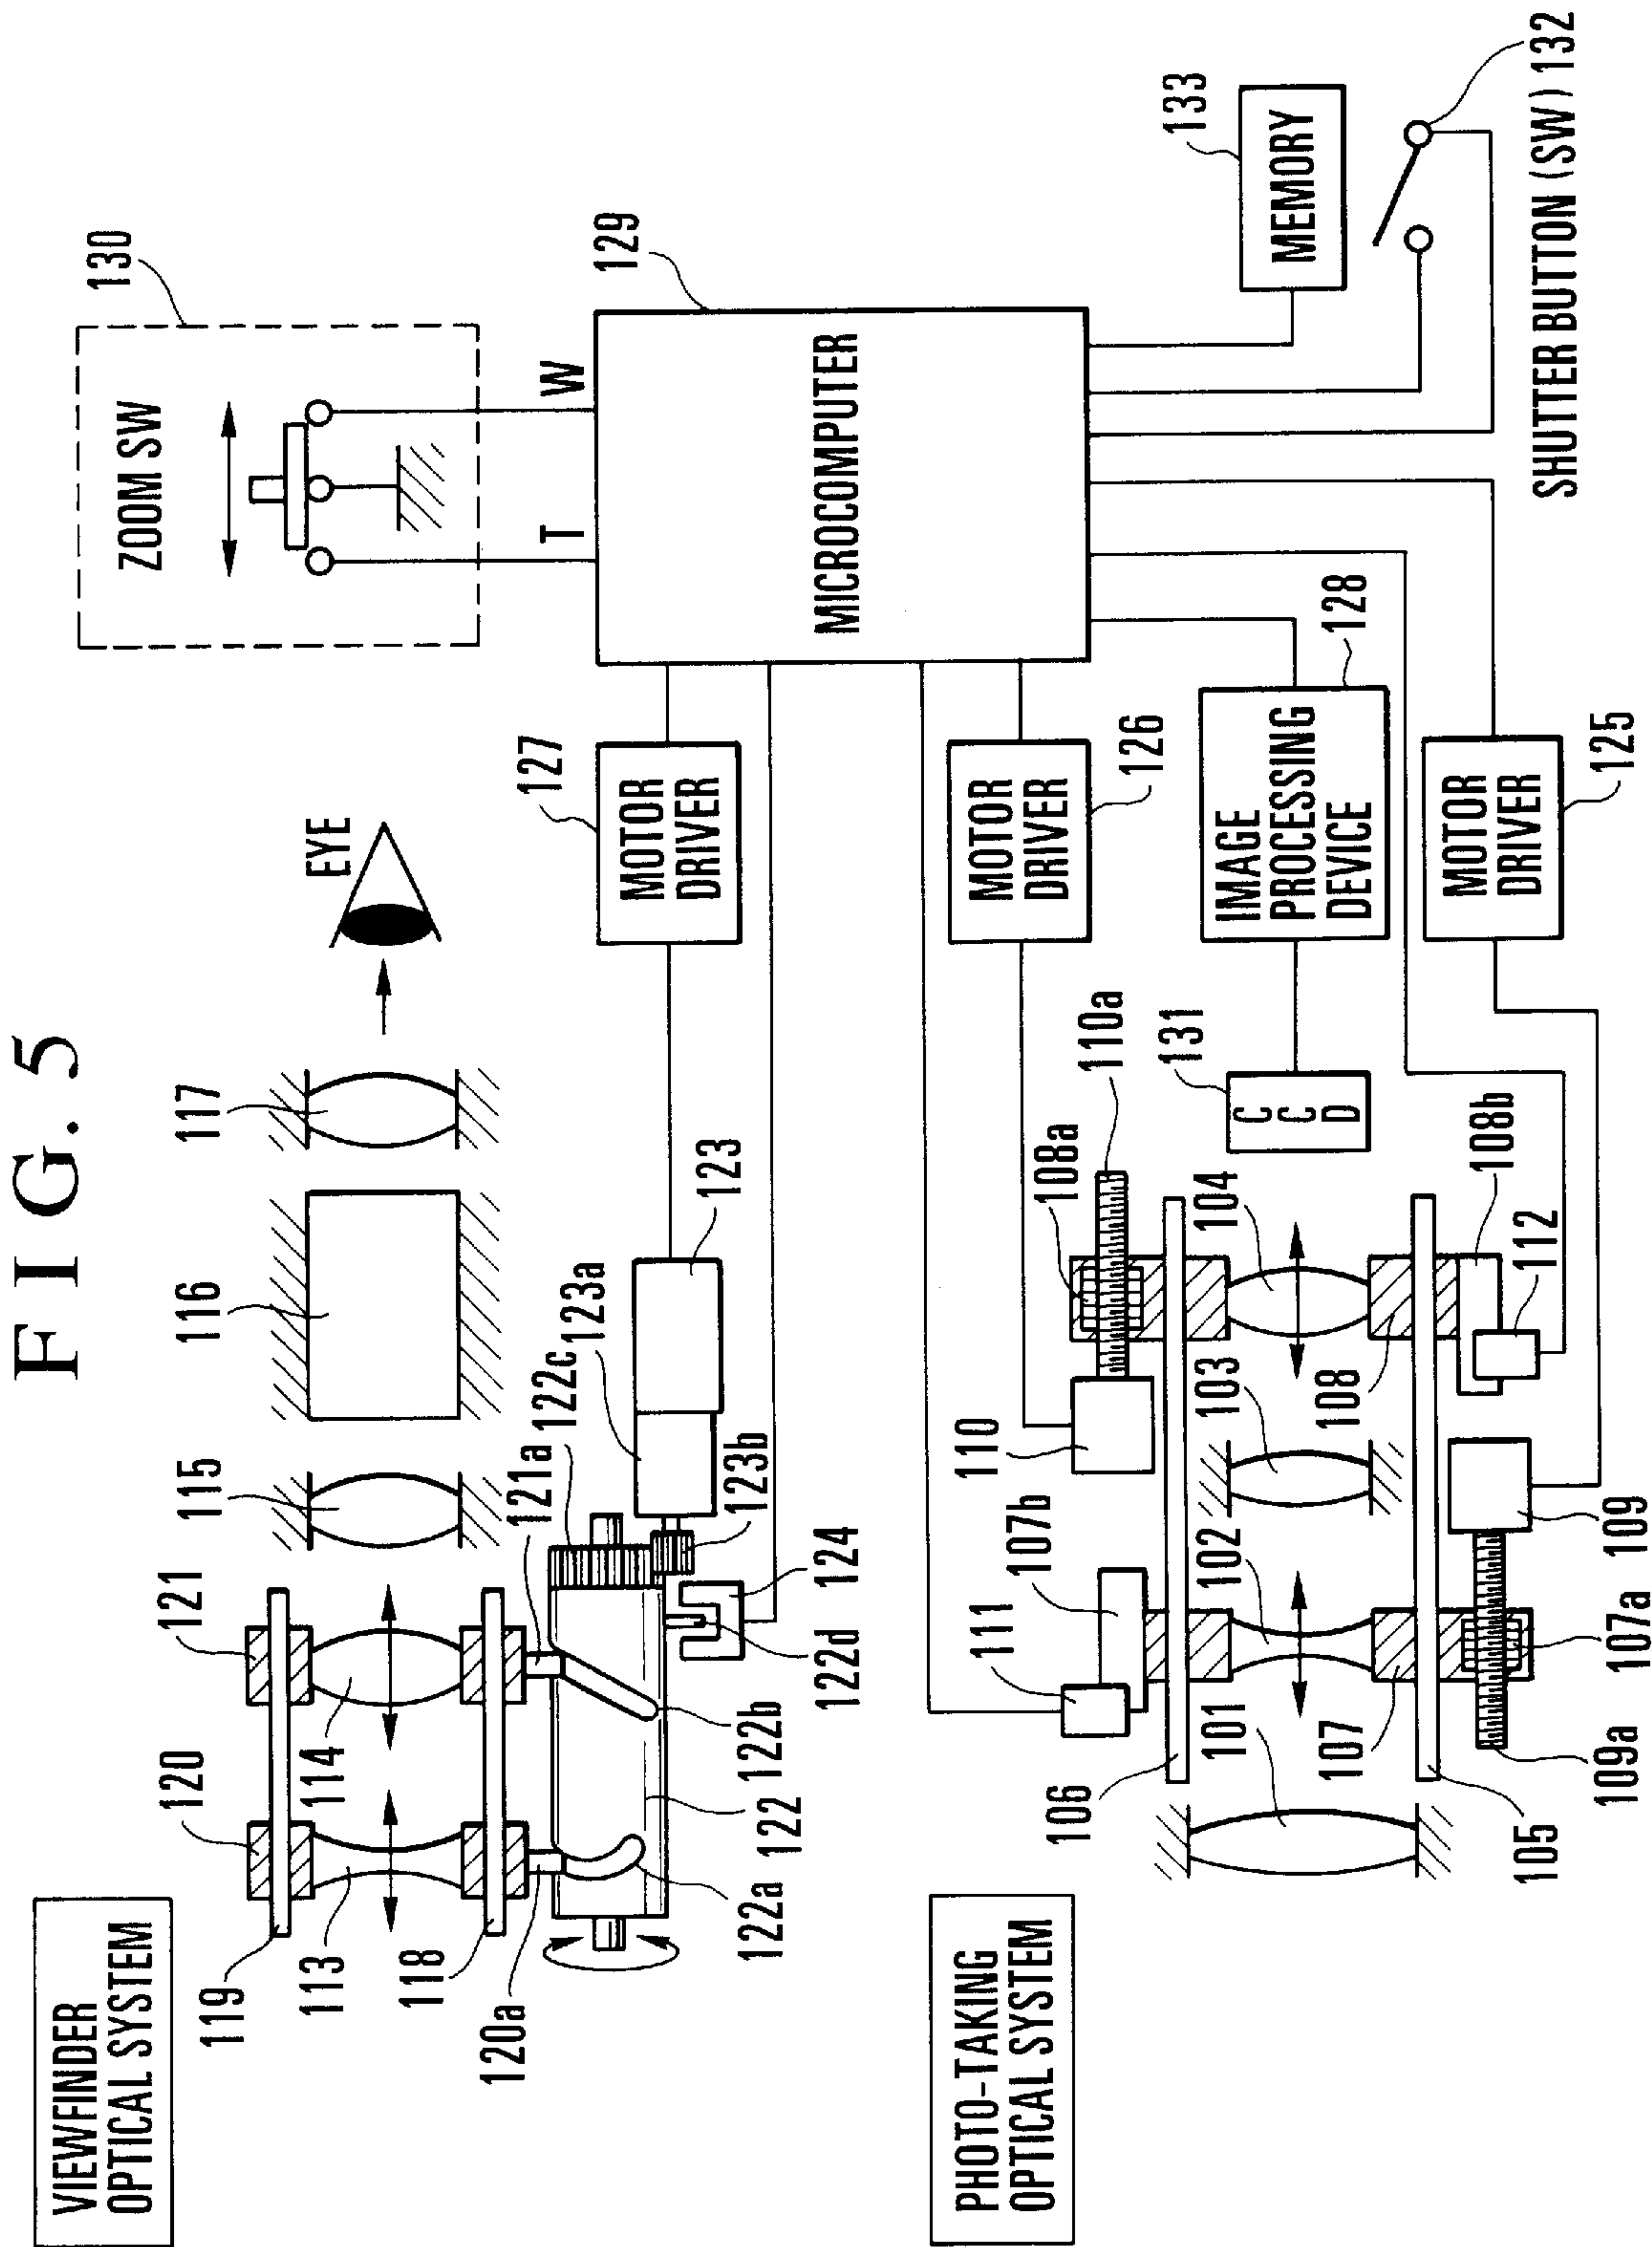 F I G. 5
VIEWFINDER
OPTICAL SYSTEM
119
113
118
120a
120
114
121
115
116
117
EYE
121a
122c
123a
123
123b
124
122d
122b
122
122a
127
MOTOR
DRIVER
130
ZOOM SW
T
W
129
MICROCOMPUTER
PHOTO-TAKING
OPTICAL SYSTEM
106
101
105
111
107b
102
107
109a
107a
109
110
103
108
108a
104
110a
108b
112
131
CCD
MOTOR
DRIVER
126
IMAGE
PROCESSING
DEVICE
128
MOTOR
DRIVER
125
133
MEMORY
SHUTTER BUTTON (SW) 132